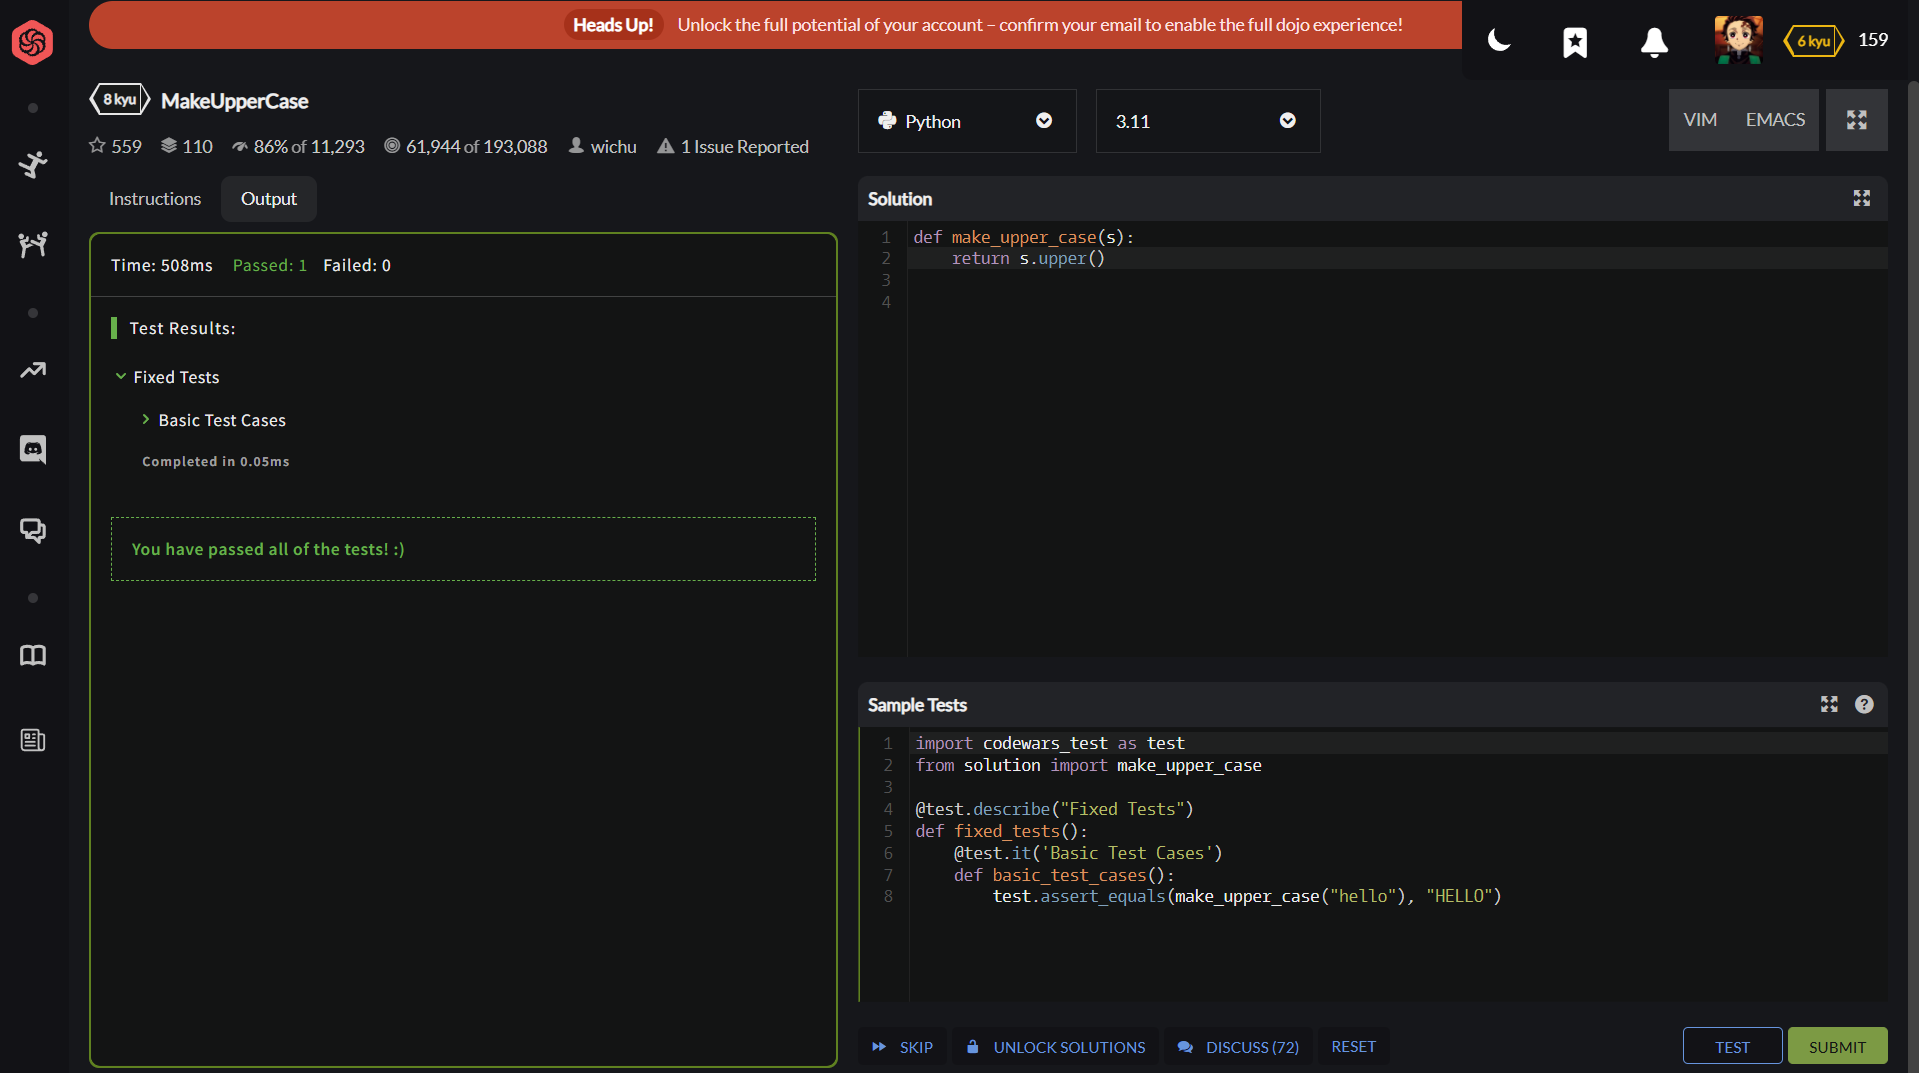 Heads Up! Unlock the full potential of your account – confirm your email to enable the full dojo experience!
6 kyu 159
8 kyu MakeUpperCase
559 110 86% of 11,293 61,944 of 193,088 wichu 1 Issue Reported
Instructions Output
Time: 508ms Passed: 1 Failed: 0
Test Results:
Fixed Tests
Basic Test Cases
Completed in 0.05ms
You have passed all of the tests! :)
Python 3.11 VIM EMACS
Solution
1 def make_upper_case(s):
2     return s.upper()
3
4
Sample Tests ?
1 import codewars_test as test
2 from solution import make_upper_case
3
4 @test.describe("Fixed Tests")
5 def fixed_tests():
6     @test.it('Basic Test Cases')
7     def basic_test_cases():
8         test.assert_equals(make_upper_case("hello"), "HELLO")
SKIP UNLOCK SOLUTIONS DISCUSS (72) RESET TEST SUBMIT